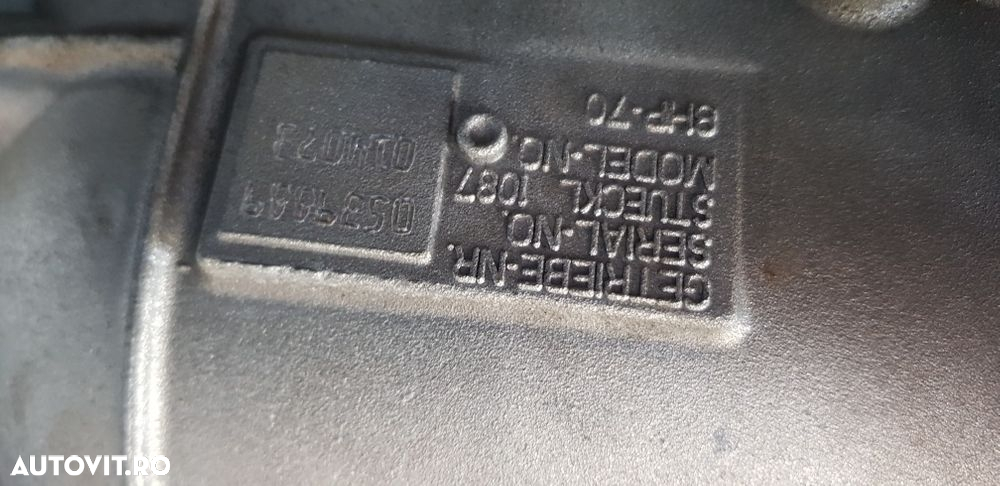 GETRIEBE-NR.
SERIAL-NO.
STUECKL 1087
MODEL-NO.
8HP-70
AUTOVIT.RO